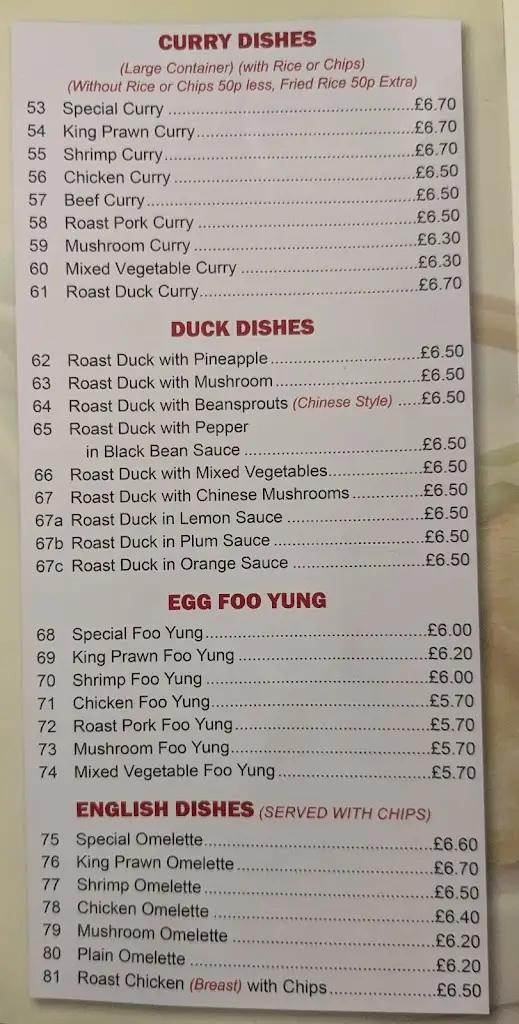 CURRY DISHES
(Large Container) (with Rice or Chips)
(Without Rice or Chips 50p less, Fried Rice 50p Extra)
53 Special Curry ........ £6.70
54 King Prawn Curry ........ £6.70
55 Shrimp Curry ........ £6.70
56 Chicken Curry ........ £6.50
57 Beef Curry ........ £6.50
58 Roast Pork Curry ........ £6.50
59 Mushroom Curry ........ £6.30
60 Mixed Vegetable Curry ........ £6.30
61 Roast Duck Curry ........ £6.70
DUCK DISHES
62 Roast Duck with Pineapple ........ £6.50
63 Roast Duck with Mushroom ........ £6.50
64 Roast Duck with Beansprouts (Chinese Style) ..... £6.50
65 Roast Duck with Pepper
in Black Bean Sauce ........ £6.50
66 Roast Duck with Mixed Vegetables ........ £6.50
67 Roast Duck with Chinese Mushrooms ........ £6.50
67a Roast Duck in Lemon Sauce ........ £6.50
67b Roast Duck in Plum Sauce ........ £6.50
67c Roast Duck in Orange Sauce ........ £6.50
EGG FOO YUNG
68 Special Foo Yung ........ £6.00
69 King Prawn Foo Yung ........ £6.20
70 Shrimp Foo Yung ........ £6.00
71 Chicken Foo Yung ........ £5.70
72 Roast Pork Foo Yung ........ £5.70
73 Mushroom Foo Yung ........ £5.70
74 Mixed Vegetable Foo Yung ........ £5.70
ENGLISH DISHES (SERVED WITH CHIPS)
75 Special Omelette ........ £6.60
76 King Prawn Omelette ........ £6.70
77 Shrimp Omelette ........ £6.50
78 Chicken Omelette ........ £6.40
79 Mushroom Omelette ........ £6.20
80 Plain Omelette ........ £6.20
81 Roast Chicken (Breast) with Chips ........ £6.50